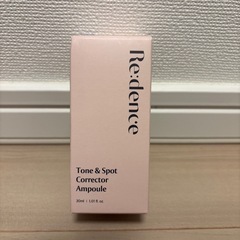 Re:dence
Tone & Spot
Corrector
Ampoule
30ml / 1.01 fl oz